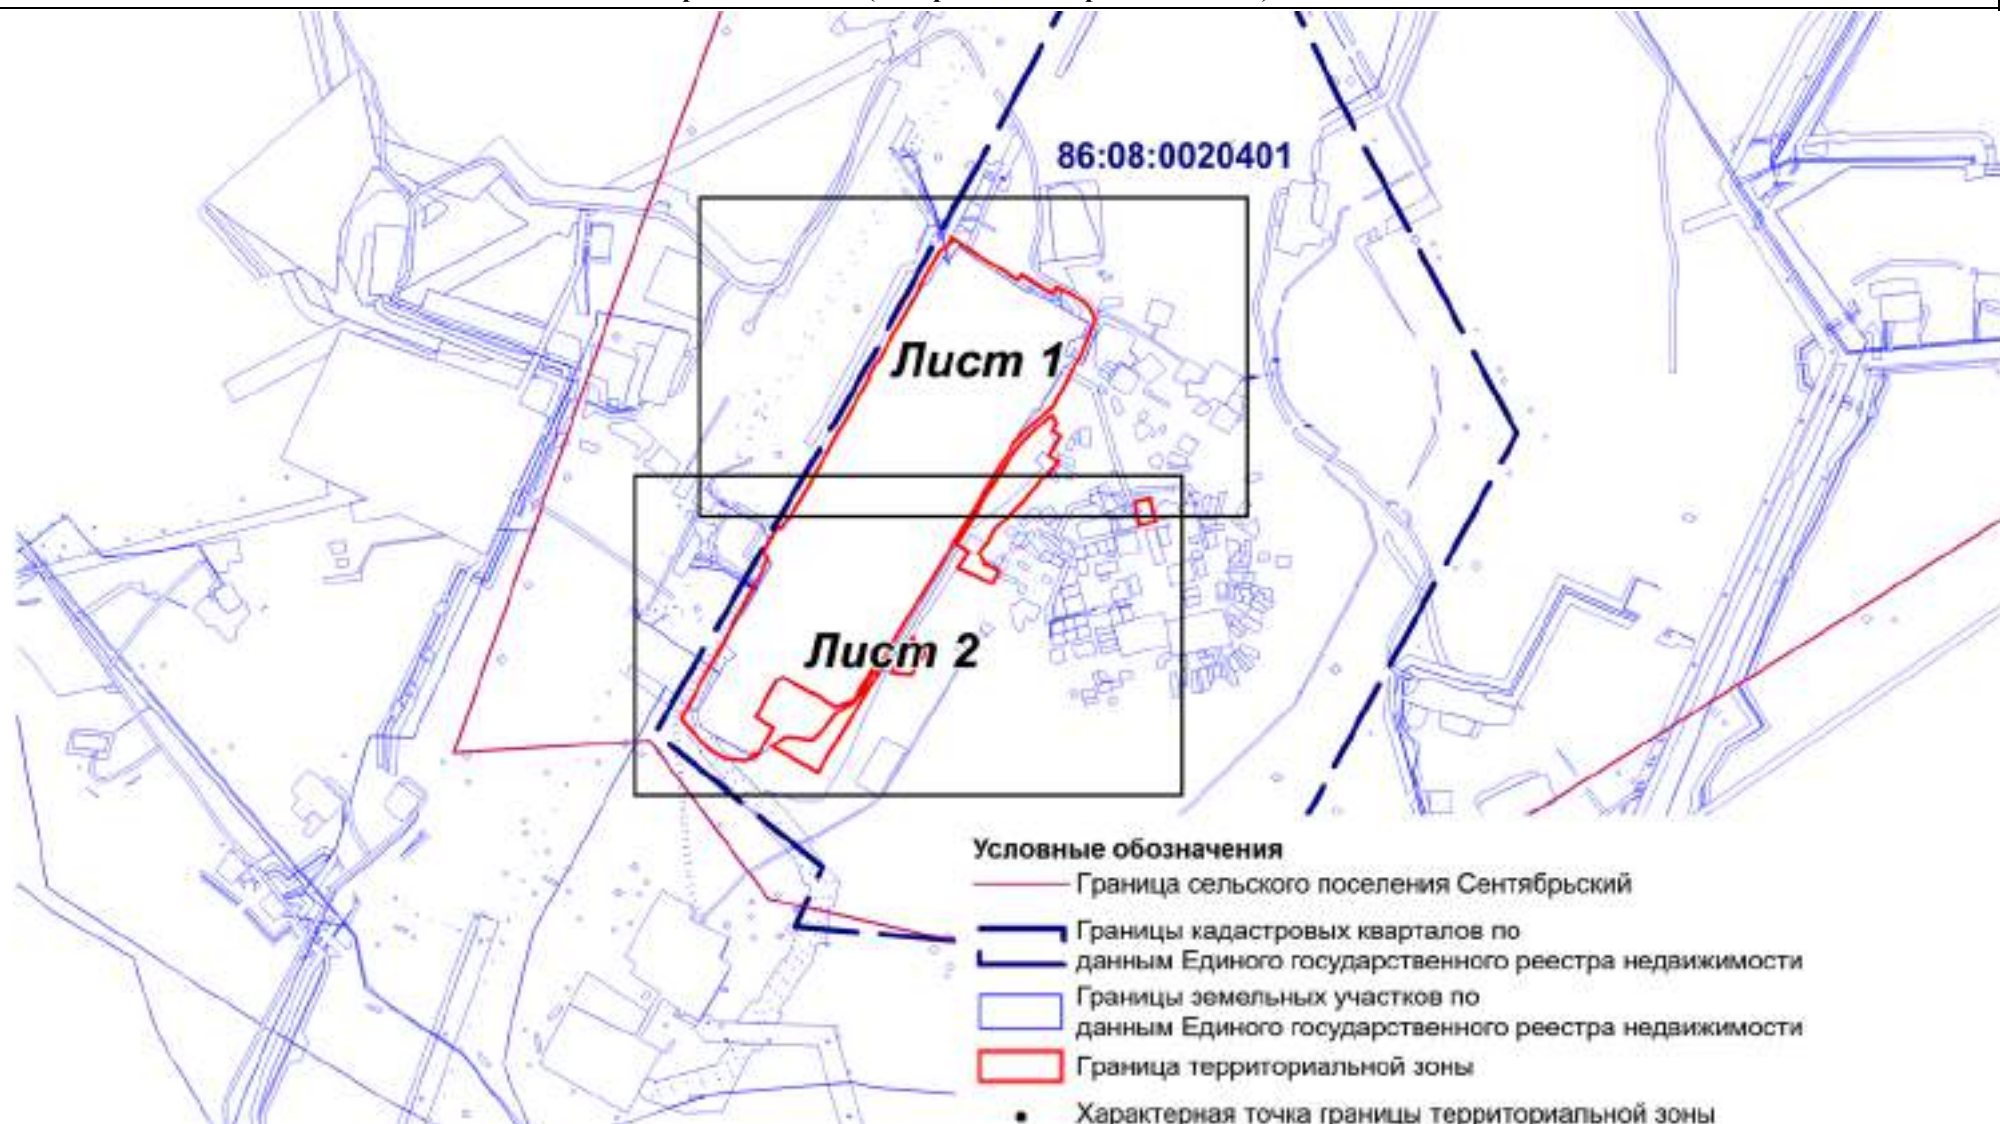 86:08:0020401
Лист 1
Лист 2
Условные обозначения
Граница сельского поселения Сентябрьский
Границы кадастровых кварталов по
данным Единого государственного реестра недвижимости
Границы земельных участков по
данным Единого государственного реестра недвижимости
Граница территориальной зоны
Характерная точка границы территориальной зоны